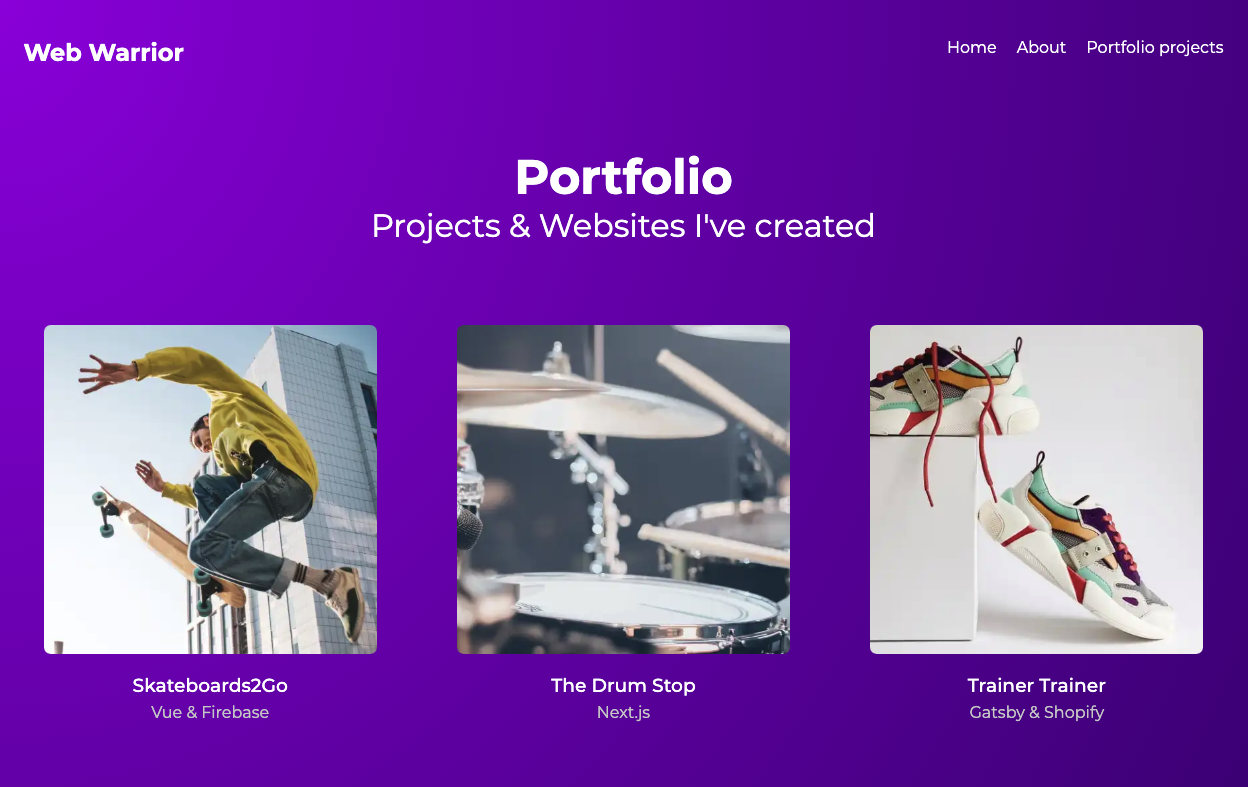 Web Warrior
Home About Portfolio projects
Portfolio
Projects & Websites I've created
Skateboards2Go
Vue & Firebase
The Drum Stop
Next.js
Trainer Trainer
Gatsby & Shopify